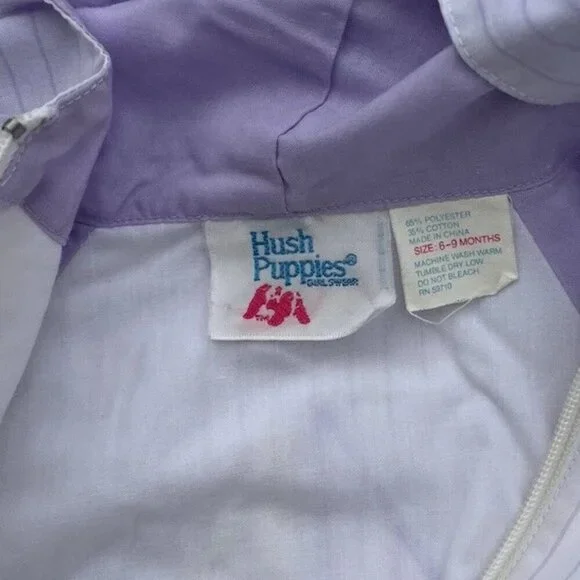 Hush
Puppies®
GIRLSWEAR
65% POLYESTER
35% COTTON
MADE IN CHINA
SIZE: 6-9 MONTHS
MACHINE WASH WARM
TUMBLE DRY LOW
DO NOT BLEACH
RN 59710